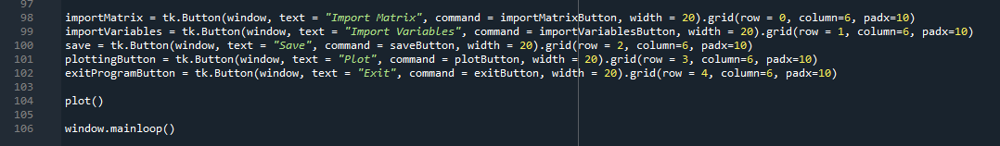 97
98 importMatrix = tk.Button(window, text = "Import Matrix", command = importMatrixButton, width = 20).grid(row = 0, column=6, padx=10)
99 importVariables = tk.Button(window, text = "Import Variables", command = importVariablesButton, width = 20).grid(row = 1, column=6, padx=10)
100 save = tk.Button(window, text = "Save", command = saveButton, width = 20).grid(row = 2, column=6, padx=10)
101 plottingButton = tk.Button(window, text = "Plot", command = plotButton, width = 20).grid(row = 3, column=6, padx=10)
102 exitProgramButton = tk.Button(window, text = "Exit", command = exitButton, width = 20).grid(row = 4, column=6, padx=10)
103
104 plot()
105
106 window.mainloop()